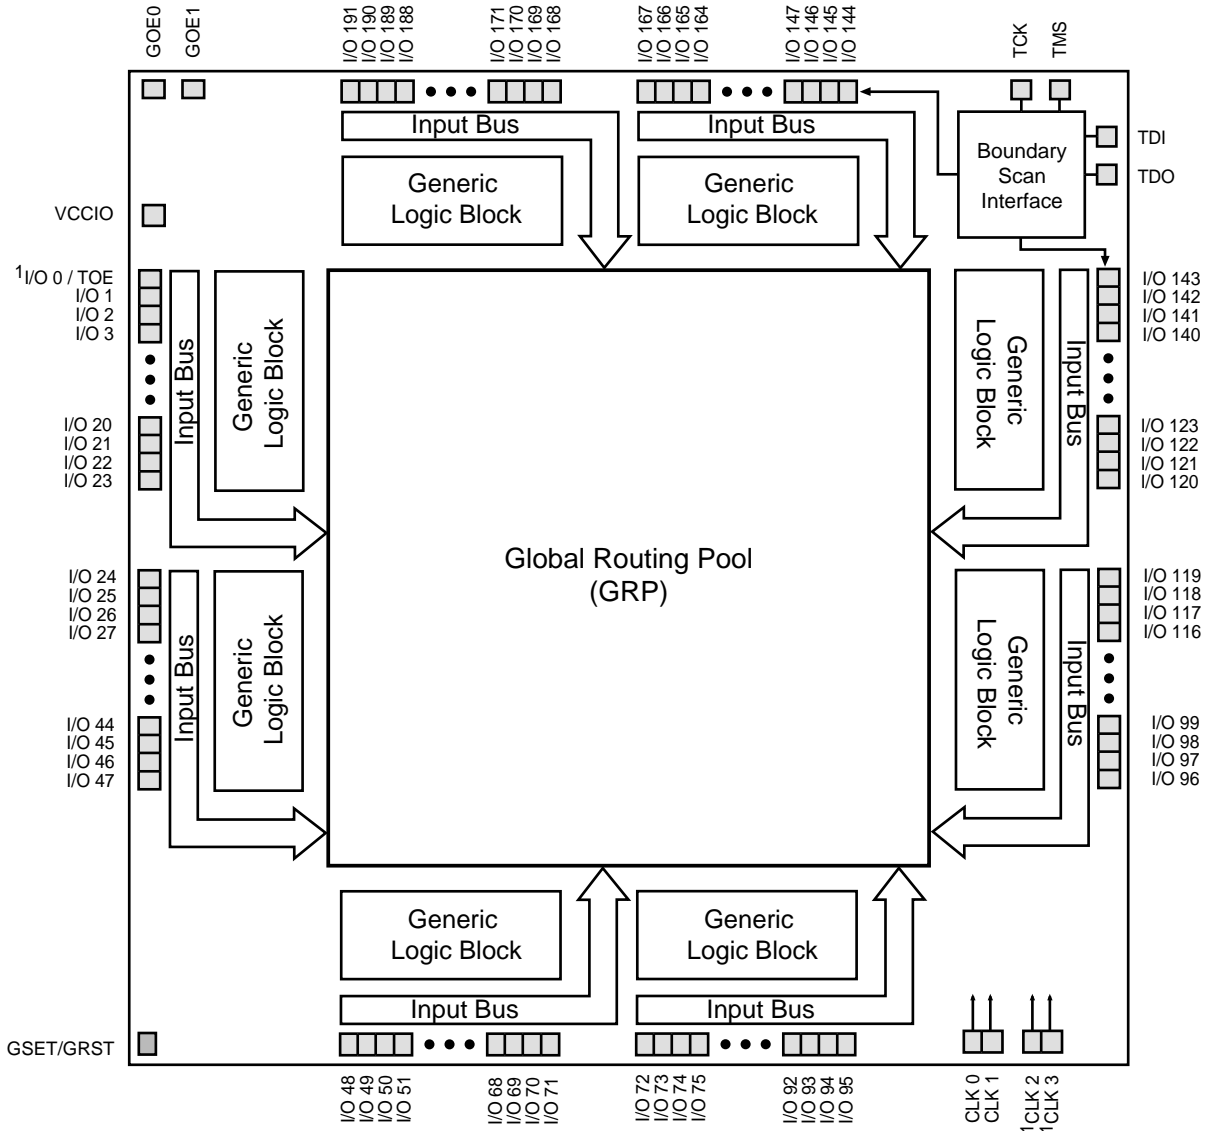 GOE0
GOE1
I/O 191
I/O 190
I/O 189
I/O 188
I/O 171
I/O 170
I/O 169
I/O 168
I/O 167
I/O 166
I/O 165
I/O 164
I/O 147
I/O 146
I/O 145
I/O 144
TCK
TMS
Input Bus
Input Bus
TDI
TDO
Boundary
Scan
Interface
Generic
Logic Block
Generic
Logic Block
VCCIO
1I/O 0 / TOE
I/O 1
I/O 2
I/O 3
I/O 20
I/O 21
I/O 22
I/O 23
Input Bus
Generic
Logic Block
Generic
Logic Block
Input Bus
I/O 143
I/O 142
I/O 141
I/O 140
I/O 123
I/O 122
I/O 121
I/O 120
Global Routing Pool
(GRP)
I/O 24
I/O 25
I/O 26
I/O 27
I/O 44
I/O 45
I/O 46
I/O 47
Input Bus
Generic
Logic Block
Generic
Logic Block
Input Bus
I/O 119
I/O 118
I/O 117
I/O 116
I/O 99
I/O 98
I/O 97
I/O 96
Generic
Logic Block
Generic
Logic Block
Input Bus
Input Bus
GSET/GRST
I/O 48
I/O 49
I/O 50
I/O 51
I/O 68
I/O 69
I/O 70
I/O 71
I/O 72
I/O 73
I/O 74
I/O 75
I/O 92
I/O 93
I/O 94
I/O 95
CLK 0
CLK 1
1CLK 2
1CLK 3